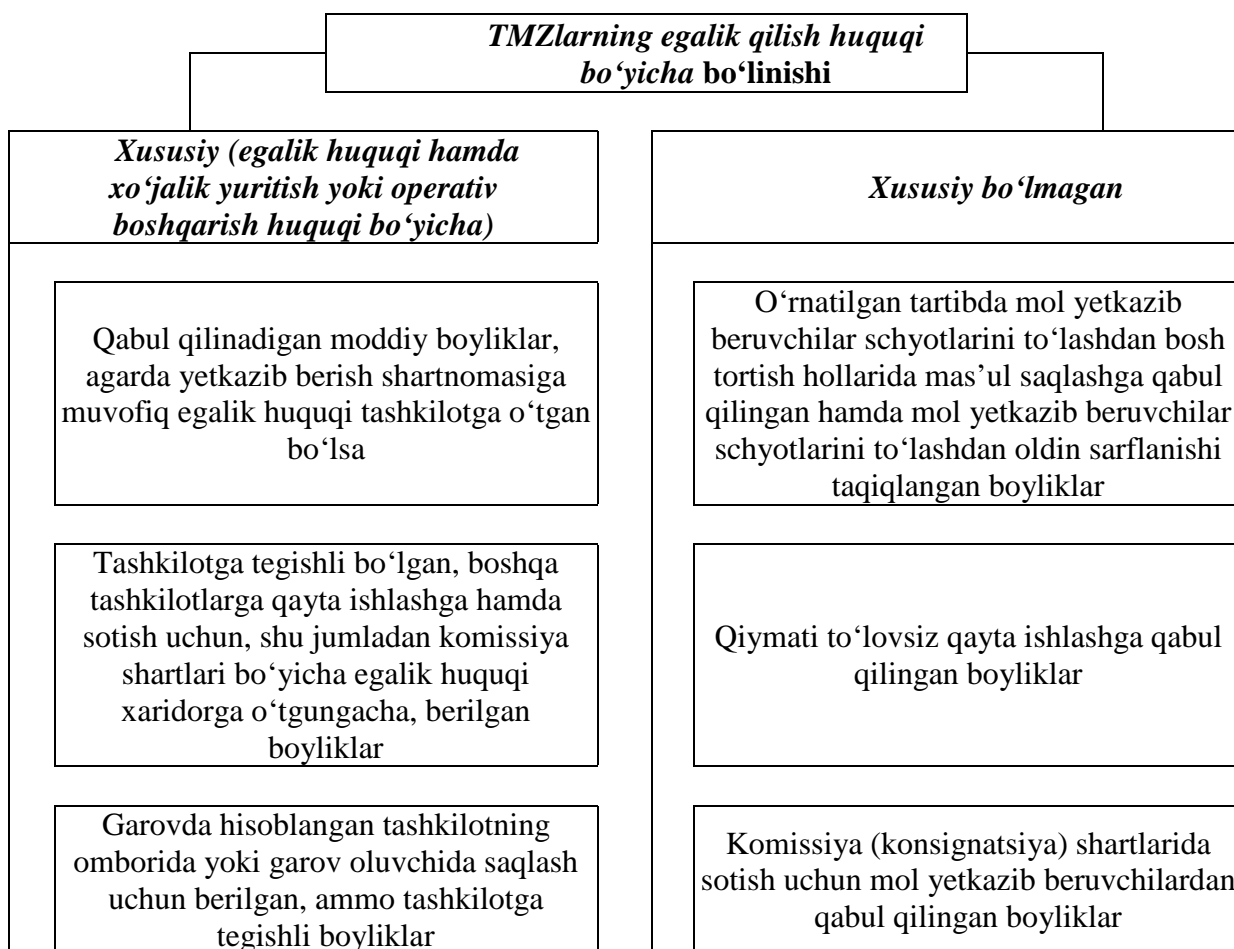 TMZlarning egalik qilish huquqi
bo‘yicha bo‘linishi
Xususiy (egalik huquqi hamda
xo‘jalik yuritish yoki operativ
boshqarish huquqi bo‘yicha)
Xususiy bo‘lmagan
Qabul qilinadigan moddiy boyliklar,
agarda yetkazib berish shartnomasiga
muvofiq egalik huquqi tashkilotga o‘tgan
bo‘lsa
O‘rnatilgan tartibda mol yetkazib
beruvchilar schyotlarini to‘lashdan bosh
tortish hollarida mas’ul saqlashga qabul
qilingan hamda mol yetkazib beruvchilar
schyotlarini to‘lashdan oldin sarflanishi
taqiqlangan boyliklar
Tashkilotga tegishli bo‘lgan, boshqa
tashkilotlarga qayta ishlashga hamda
sotish uchun, shu jumladan komissiya
shartlari bo‘yicha egalik huquqi
xaridorga o‘tgungacha, berilgan
boyliklar
Qiymati to‘lovsiz qayta ishlashga qabul
qilingan boyliklar
Garovda hisoblangan tashkilotning
omborida yoki garov oluvchida saqlash
uchun berilgan, ammo tashkilotga
tegishli boyliklar
Komissiya (konsignatsiya) shartlarida
sotish uchun mol yetkazib beruvchilardan
qabul qilingan boyliklar